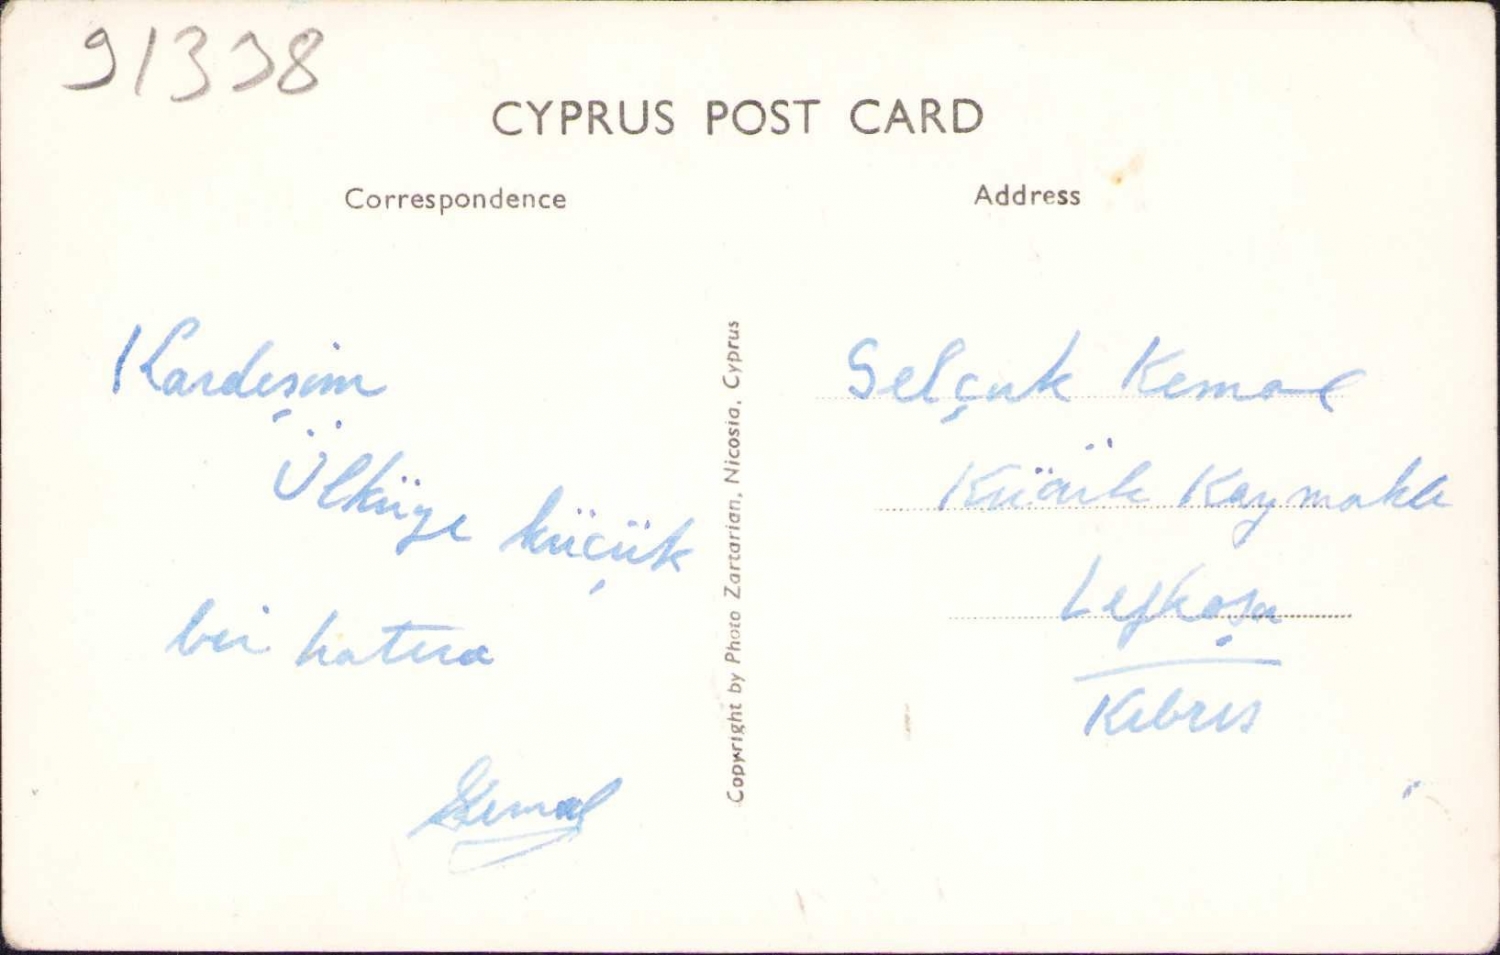 91338
CYPRUS POST CARD
Correspondence
Address
Kardeşim
Ülküye küçük
bir hatıra
Kemal
Copyright by Photo Zartarian, Nicosia, Cyprus
Selçuk Kemal
Küçük Kaymaklı
Lefkoşa
Kıbrıs